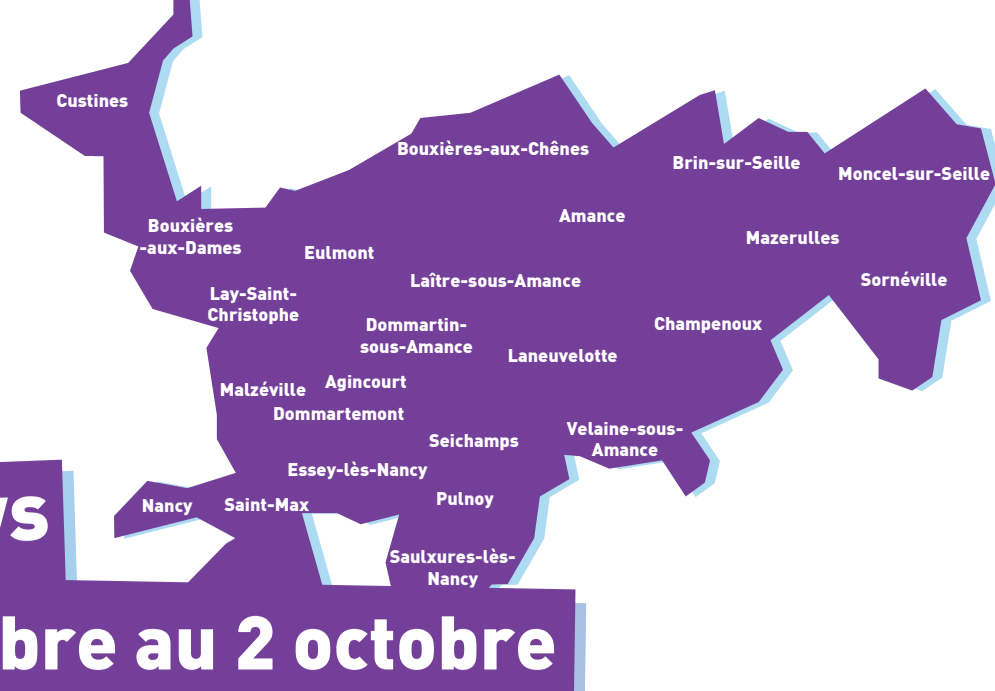 Custines
Bouxières-aux-Chênes
Brin-sur-Seille
Moncel-sur-Seille
Amance
Bouxières
-aux-Dames
Mazerulles
Eulmont
Laître-sous-Amance
Sornéville
Lay-Saint-
Christophe
Dommartin-
sous-Amance
Champenoux
Laneuvelotte
Agincourt
Malzéville
Dommartemont
Velaine-sous-
Amance
Seichamps
Essey-lès-Nancy
Pulnoy
Nancy
Saint-Max
Saulxures-lès-
Nancy
bre au 2 octobre